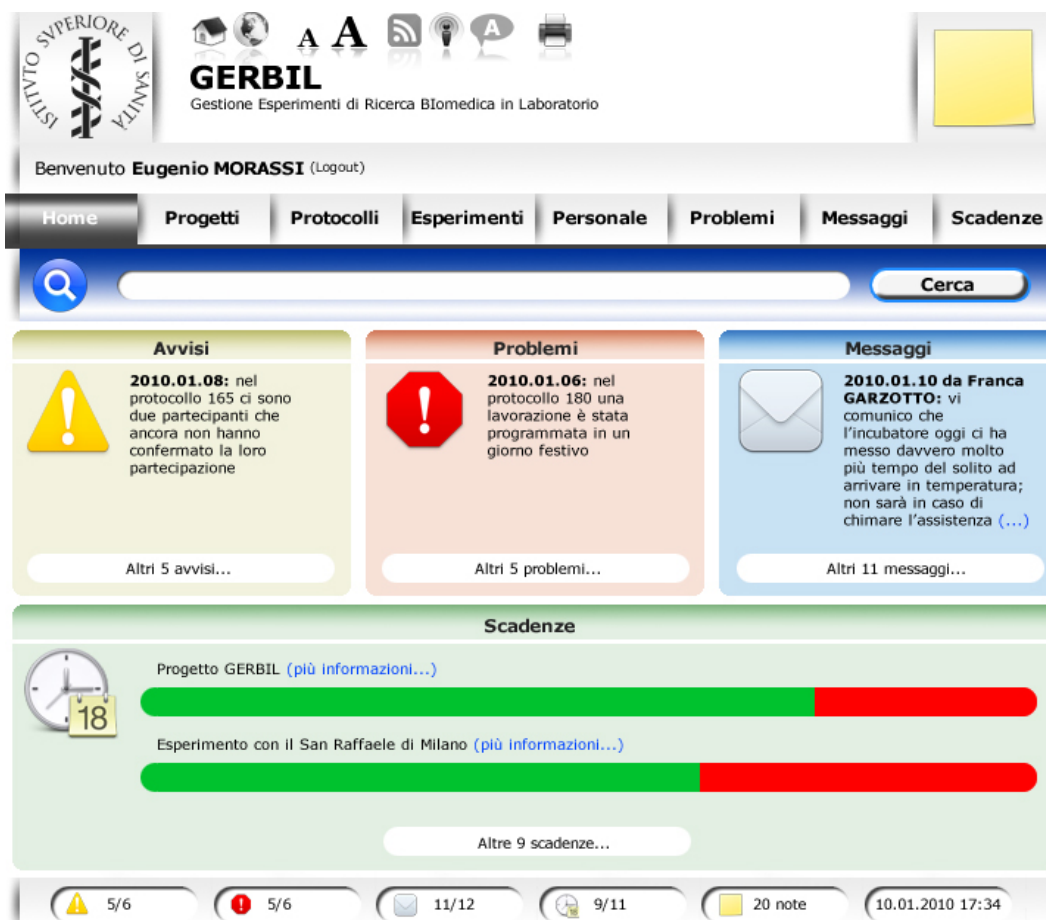 ISTITVTO SVPERIORE DI SANITÀ
A A A
GERBIL
Gestione Esperimenti di Ricerca BIomedica in Laboratorio
Benvenuto Eugenio MORASSI (Logout)
Home Progetti Protocolli Esperimenti Personale Problemi Messaggi Scadenze
Cerca
Avvisi
2010.01.08: nel
protocollo 165 ci sono
due partecipanti che
ancora non hanno
confermato la loro
partecipazione
Altri 5 avvisi...
Problemi
2010.01.06: nel
protocollo 180 una
lavorazione è stata
programmata in un
giorno festivo
Altri 5 problemi...
Messaggi
2010.01.10 da Franca
GARZOTTO: vi
comunico che
l'incubatore oggi ci ha
messo davvero molto
più tempo del solito ad
arrivare in temperatura;
non sarà in caso di
chimare l'assistenza (...)
Altri 11 messaggi...
Scadenze
18
Progetto GERBIL (più informazioni...)
Esperimento con il San Raffaele di Milano (più informazioni...)
Altre 9 scadenze...
5/6 5/6 11/12 9/11 20 note 10.01.2010 17:34